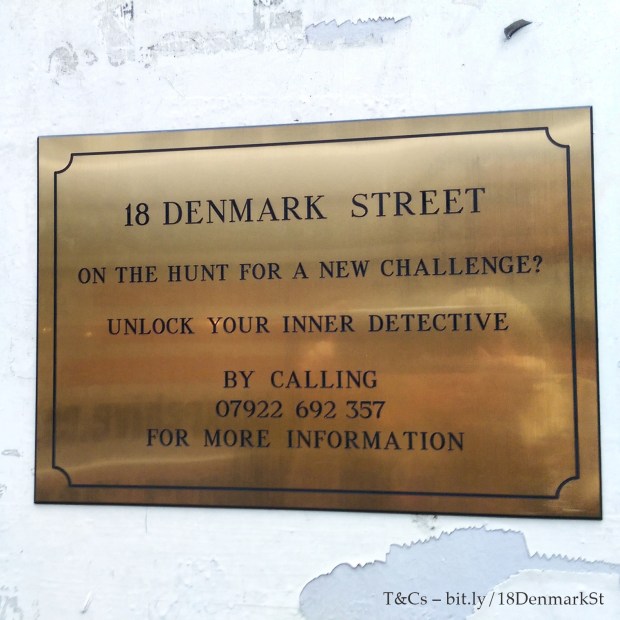 18 DENMARK STREET
ON THE HUNT FOR A NEW CHALLENGE?
UNLOCK YOUR INNER DETECTIVE
BY CALLING
07922 692 357
FOR MORE INFORMATION
T&Cs – bit.ly/18DenmarkSt